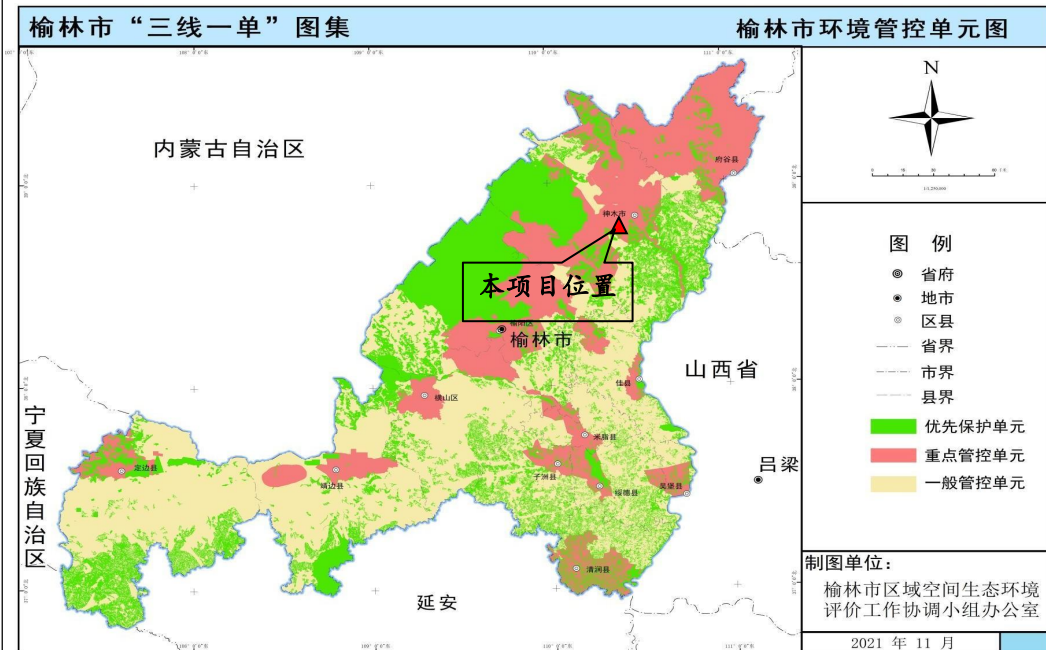 榆林市“三线一单”图集
榆林市环境管控单元图
N
内蒙古自治区
府谷县
神木市
本项目位置
榆阳区
榆林市
山西省
佳县
横山区
宁夏回族自治区
米脂县
定边县
靖边县
子洲县
吴堡县
绥德县
吕梁
清涧县
延安
1:1,250,000
图 例
省府
地市
区县
省界
市界
县界
优先保护单元
重点管控单元
一般管控单元
制图单位：
榆林市区域空间生态环境
评价工作协调小组办公室
2021 年 11 月